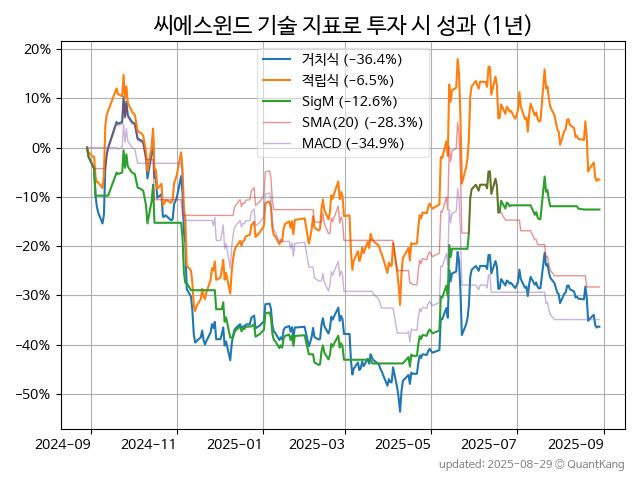 씨에스윈드 기술 지표로 투자 시 성과 (1년)
20%
10%
0%
−10%
−20%
−30%
−40%
−50%
거치식 (−36.4%)
적립식 (−6.5%)
SigM (−12.6%)
SMA(20) (−28.3%)
MACD (−34.9%)
2024-09
2024-11
2025-01
2025-03
2025-05
2025-07
2025-09
updated: 2025-08-29 © QuantKang